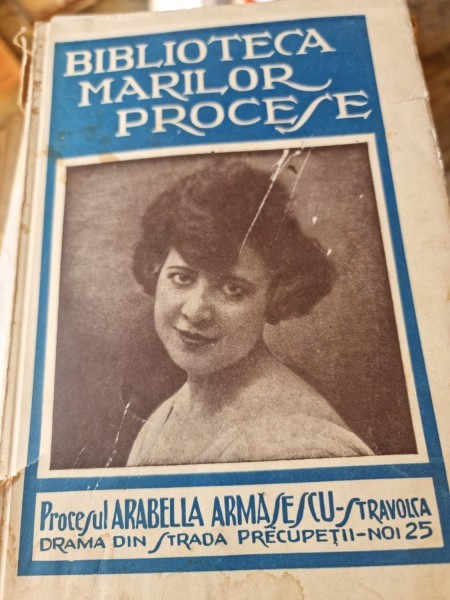 BIBLIOTECA
MARILOR
PROCESE
Procesul ARABELLA ARMĂSESCU-STRAVOLCA
DRAMA DIN STRADA PRECUPEȚII-NOI 25